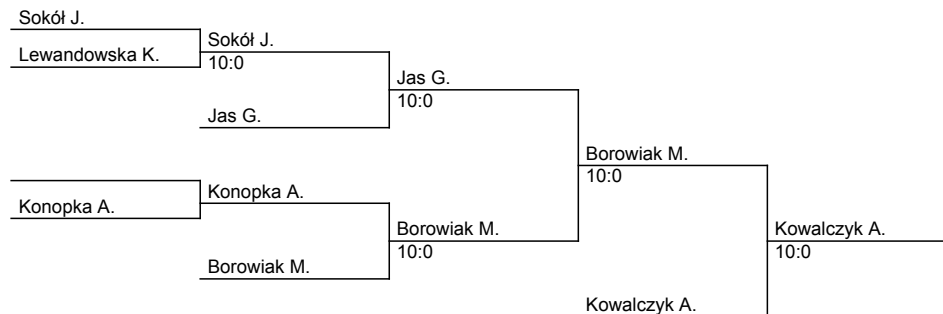 Sokół J.
Lewandowska K.
Sokół J.
10:0
Jas G.
Jas G.
10:0
Konopka A.
Konopka A.
Borowiak M.
Borowiak M.
10:0
Borowiak M.
10:0
Kowalczyk A.
Kowalczyk A.
10:0